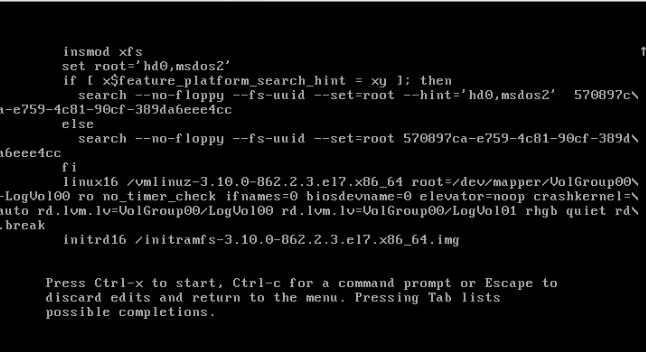 insmod xfs
set root='hd0,msdos2'
if [ x$feature_platform_search_hint = xy ]; then
search --no-floppy --fs-uuid --set=root --hint='hd0,msdos2'  570897c\
a-e759-4c81-90cf-389da6eee4cc
else
search --no-floppy --fs-uuid --set=root 570897ca-e759-4c81-90cf-389d\
a6eee4cc
fi
linux16 /vmlinuz-3.10.0-862.2.3.el7.x86_64 root=/dev/mapper/VolGroup00\
-LogVol00 ro no_timer_check ifnames=0 biosdevname=0 elevator=noop crashkernel=\
auto rd.lvm.lv=VolGroup00/LogVol00 rd.lvm.lv=VolGroup00/LogVol01 rhgb quiet rd\
.break
initrd16 /initramfs-3.10.0-862.2.3.el7.x86_64.img
Press Ctrl-x to start, Ctrl-c for a command prompt or Escape to
discard edits and return to the menu. Pressing Tab lists
possible completions.